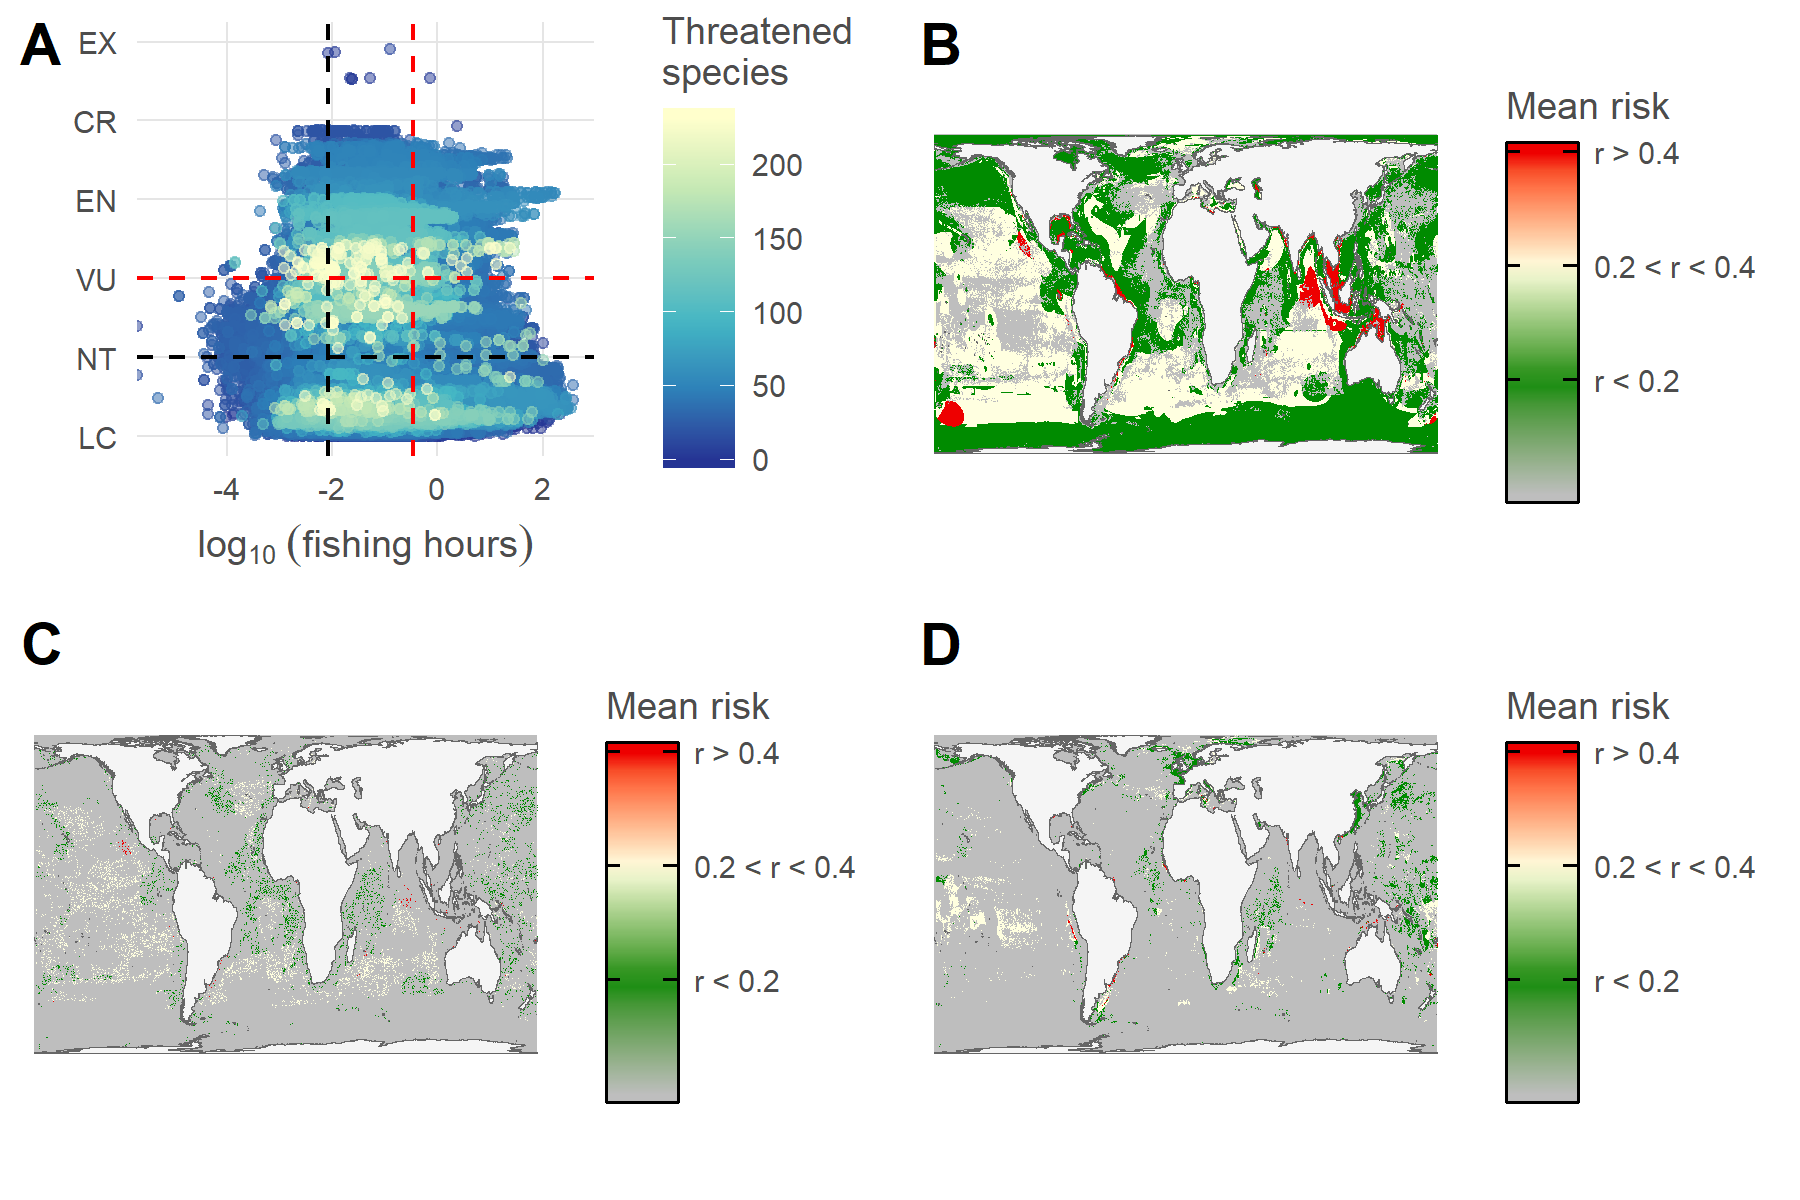 A
EX
CR
EN
VU
NT
LC
-4 -2 0 2
log10 (fishing hours)
Threatened
species
200
150
100
50
0
B
Mean risk
r > 0.4
0.2 < r < 0.4
r < 0.2
C
Mean risk
r > 0.4
0.2 < r < 0.4
r < 0.2
D
Mean risk
r > 0.4
0.2 < r < 0.4
r < 0.2